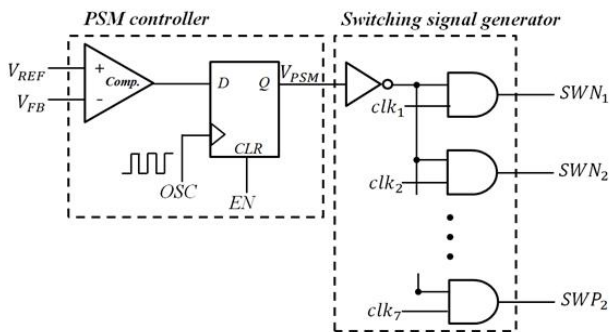 PSM controller
Switching signal generator
V_REF
+
Comp.
V_FB
-
D
Q
V_PSM
CLR
OSC
EN
clk_1
SWN_1
clk_2
SWN_2
clk_7
SWP_2